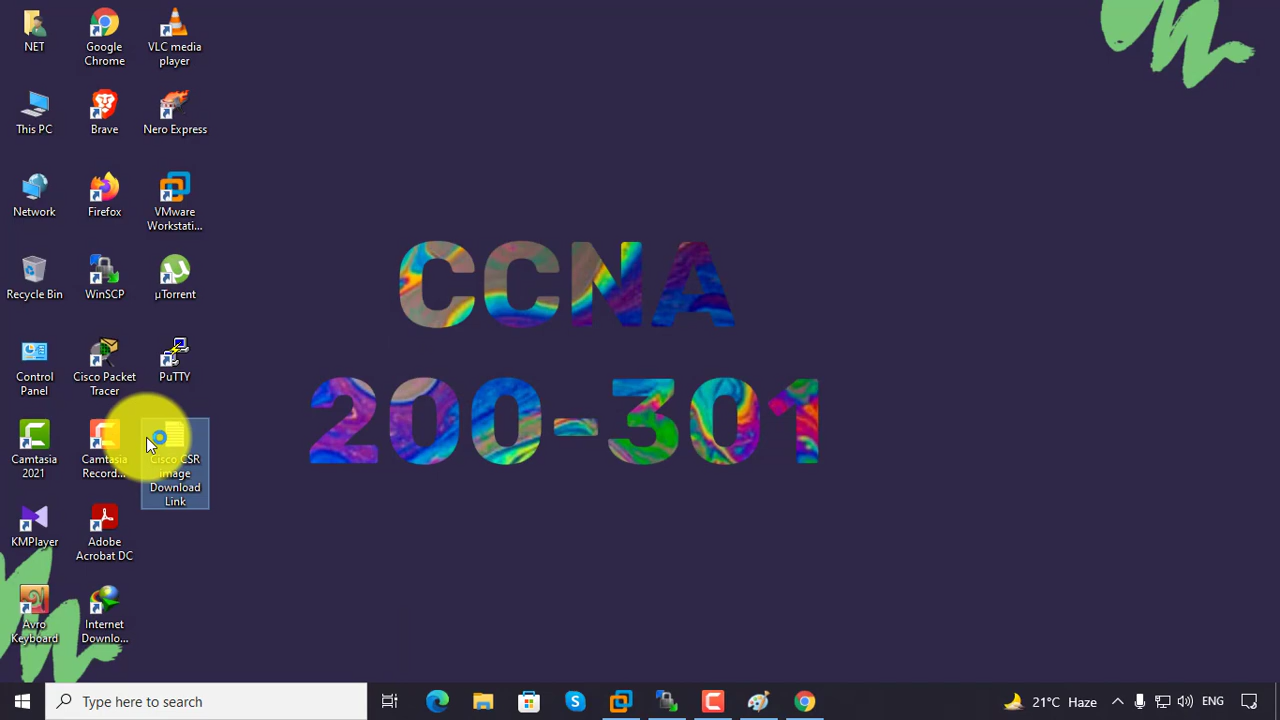 NET
Google
Chrome
VLC media
player
This PC
Brave
Nero Express
Network
Firefox
VMware
Workstati...
Recycle Bin
WinSCP
µTorrent
Control
Panel
Cisco Packet
Tracer
PuTTY
Camtasia
2021
Camtasia
Record...
Cisco CSR
image
Download
Link
KMPlayer
Adobe
Acrobat DC
Avro
Keyboard
Internet
Downlo...
CCNA
200-301
Type here to search
21°C Haze
ENG